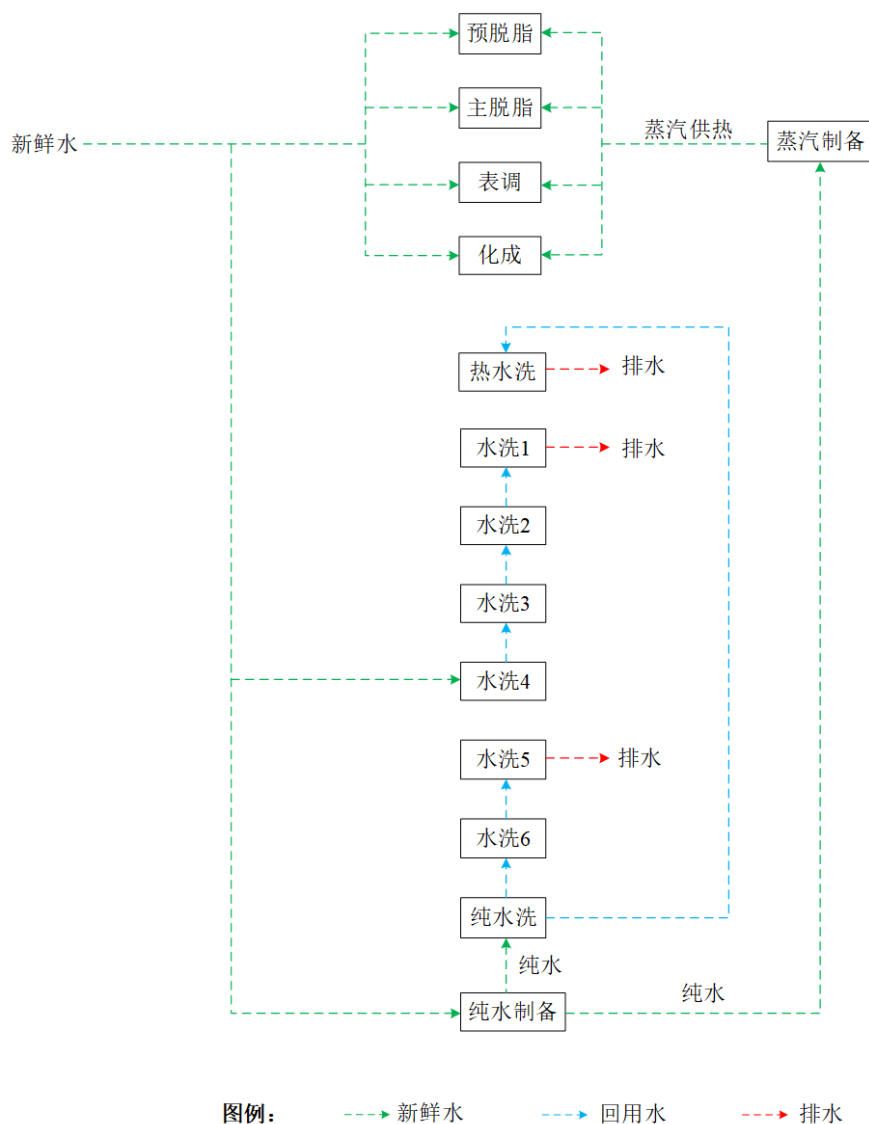 预脱脂
主脱脂
新鲜水
蒸汽供热
蒸汽制备
表调
化成
热水洗
排水
水洗1
排水
水洗2
水洗3
水洗4
水洗5
排水
水洗6
纯水洗
纯水
纯水
纯水制备
图例：
新鲜水
回用水
排水